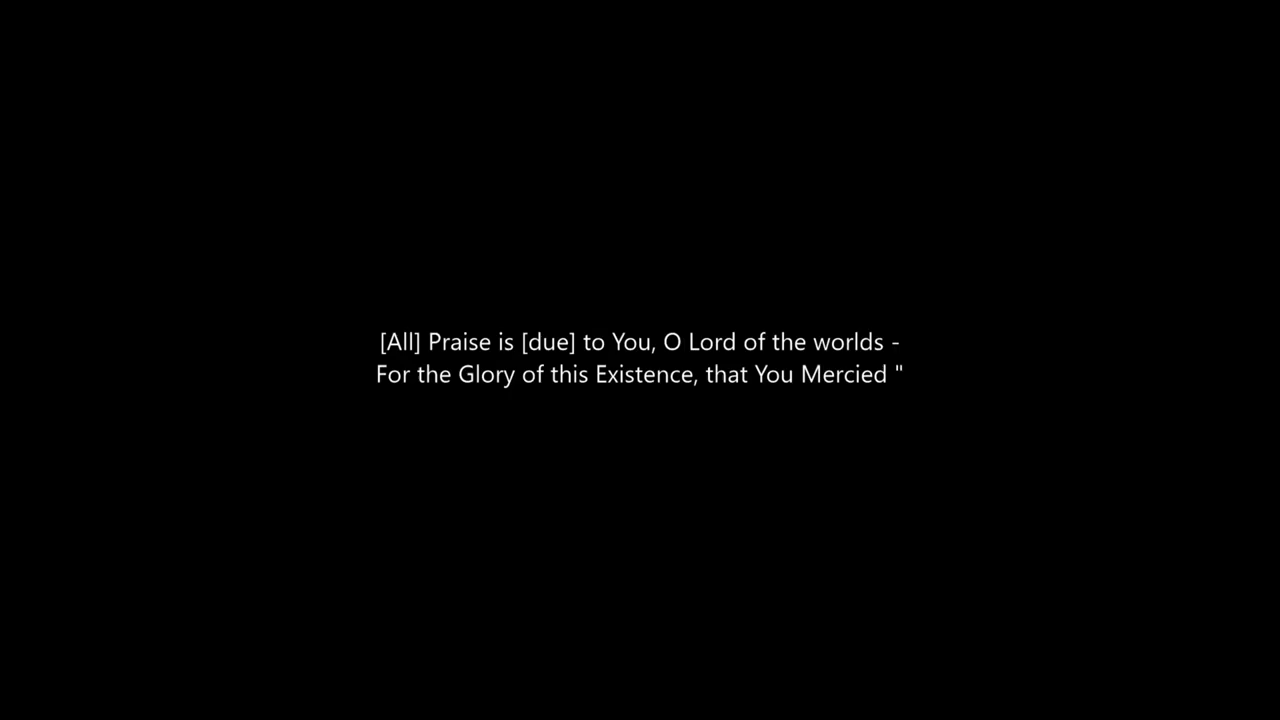 [All] Praise is [due] to You, O Lord of the worlds -
For the Glory of this Existence, that You Mercied "